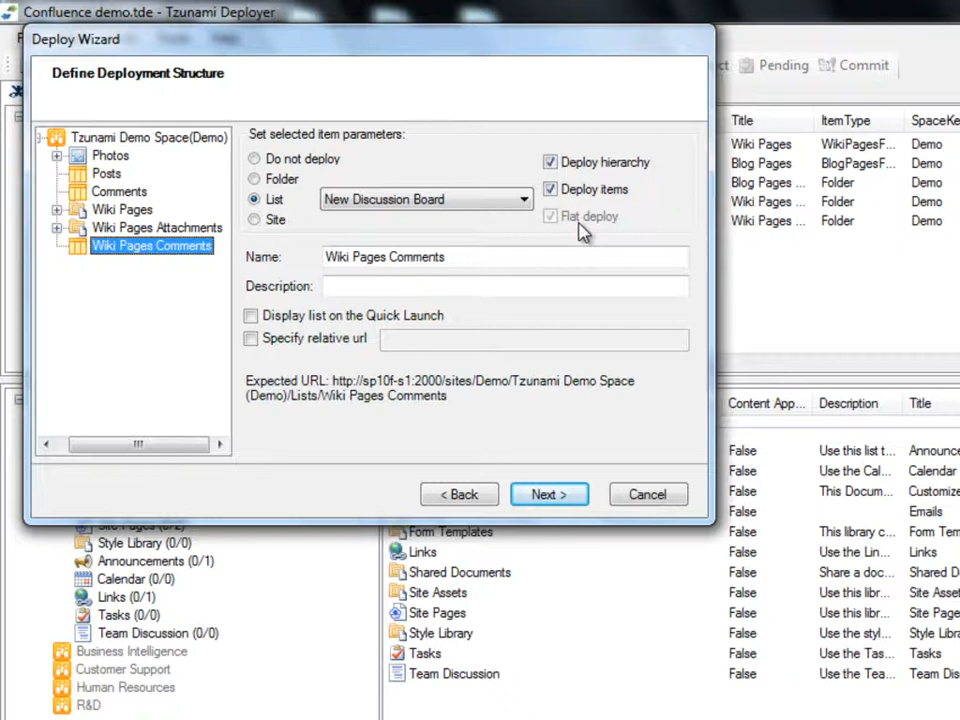 Confluence demo.tde - Tzunami Deployer
Deploy Wizard
Define Deployment Structure
Tzunami Demo Space(Demo)
Photos
Posts
Comments
Wiki Pages
Wiki Pages Attachments
Wiki Pages Comments
Set selected item parameters:
Do not deploy
Folder
List
New Discussion Board
Site
Deploy hierarchy
Deploy items
Flat deploy
Name:
Wiki Pages Comments
Description:
Display list on the Quick Launch
Specify relative url
Expected URL: http://sp10f-s1:2000/sites/Demo/Tzunami Demo Space
(Demo)/Lists/Wiki Pages Comments
< Back
Next >
Cancel
Pending
Commit
Title ItemType SpaceKe
Wiki Pages WikiPagesF... Demo
Blog Pages BlogPagesF... Demo
Blog Pages Folder Demo
Wiki Pages Folder Demo
Wiki Pages Folder Demo
Content App... Description Title
False Use this list t... Announce
False Use the Cal... Calendar
False This Docum... Customize
False Emails
Form Templates False This library c... Form Tem
Links False Use the Lin... Links
Shared Documents False Share a doc... Shared D
Site Assets False Use this libr... Site Asset
Site Pages False Use this libr... Site Page
Style Library False Use the styl... Style Libra
Tasks False Use the Tas... Tasks
Team Discussion False Use the Tea... Team Dis
Site Pages (0/2)
Style Library (0/0)
Announcements (0/1)
Calendar (0/0)
Links (0/1)
Tasks (0/0)
Team Discussion (0/0)
Business Intelligence
Customer Support
Human Resources
R&D